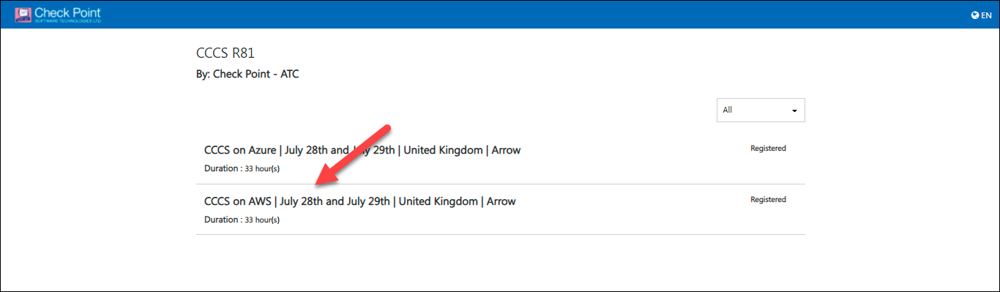 Check Point
SOFTWARE TECHNOLOGIES LTD.
EN
CCCS R81
By: Check Point - ATC
All
CCCS on Azure | July 28th and July 29th | United Kingdom | Arrow
Registered
Duration : 33 hour(s)
CCCS on AWS | July 28th and July 29th | United Kingdom | Arrow
Registered
Duration : 33 hour(s)